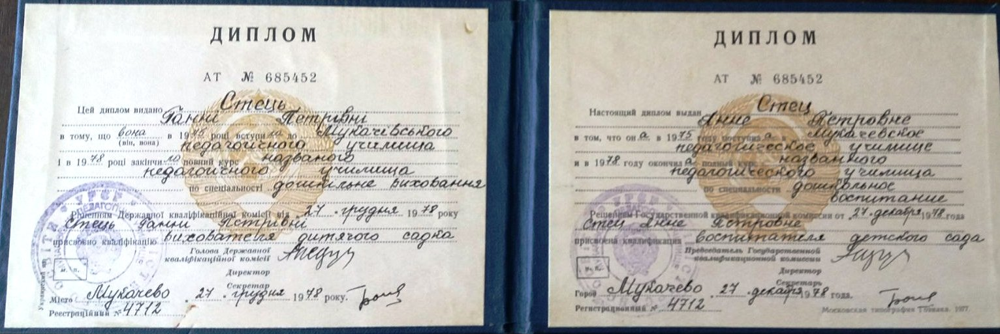 ДИПЛОМ
АТ № 685452
Цей диплом видано Стець
Ганні Петрівні
в тому, що вона в 1975 році вступила до Мукачівського
(він, вона)
педагогічного училища
і в 1978 році закінчила повний курс названого
педагогічного училища
по спеціальності дошкільне виховання
Рішенням Державної кваліфікаційної комісії від 27 грудня 1978 року
Стець Ганні Петрівні
присвоєно кваліфікацію вихователя дитячого садка
Голова Державної
кваліфікаційної комісії
Директор
Секретар
м. п.
Місто Мукачево 27 грудня 1978 року.
Реєстраційний № 4712
ДИПЛОМ
АТ № 685452
Настоящий диплом выдан Стец
Анне Петровне
в том, что она в 1975 году поступила в Мукачевское
педагогическое училище
и в 1978 году окончила полный курс названного
педагогического училища
по специальности дошкольное
воспитание
Решением Государственной квалификационной комиссии от 27 декабря 1978 года
Стец Анне Петровне
присвоена квалификация воспитателя детского сада
Председатель Государственной
квалификационной комиссии
Директор
Секретарь
м. п.
Город Мукачево 27 декабря 1978 года.
Регистрационный № 4712
Московская типография Гознака. 1977.